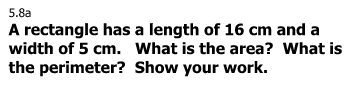 5.8a
A rectangle has a length of 16 cm and a
width of 5 cm.   What is the area?  What is
the perimeter?  Show your work.